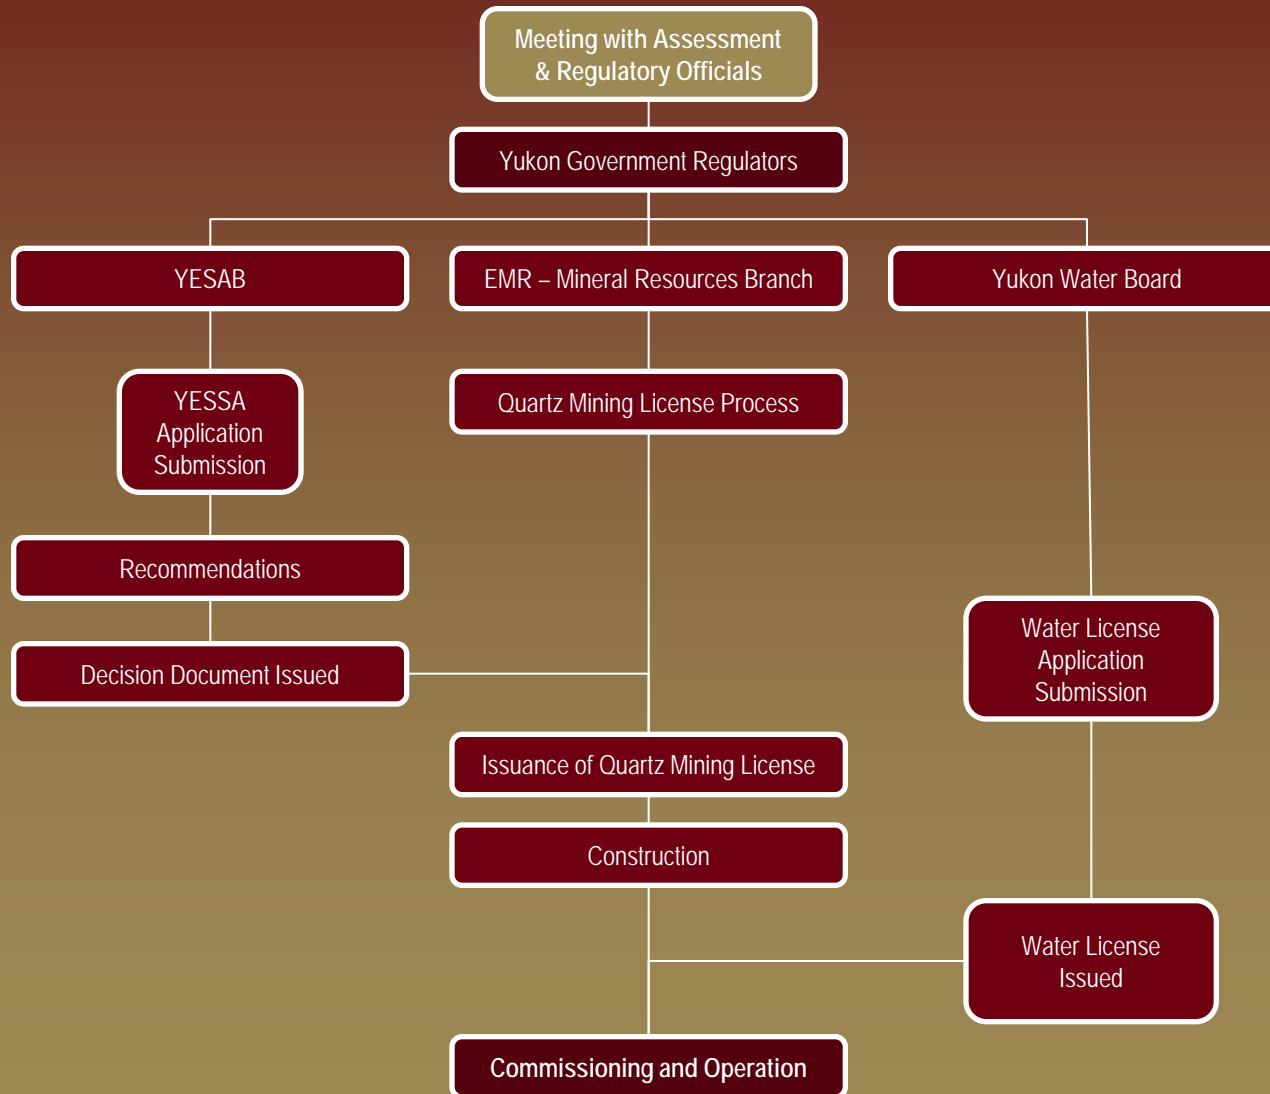 Meeting with Assessment
& Regulatory Officials
Yukon Government Regulators
YESAB
EMR – Mineral Resources Branch
Yukon Water Board
YESSA
Application
Submission
Quartz Mining License Process
Recommendations
Decision Document Issued
Water License
Application
Submission
Issuance of Quartz Mining License
Construction
Water License
Issued
Commissioning and Operation